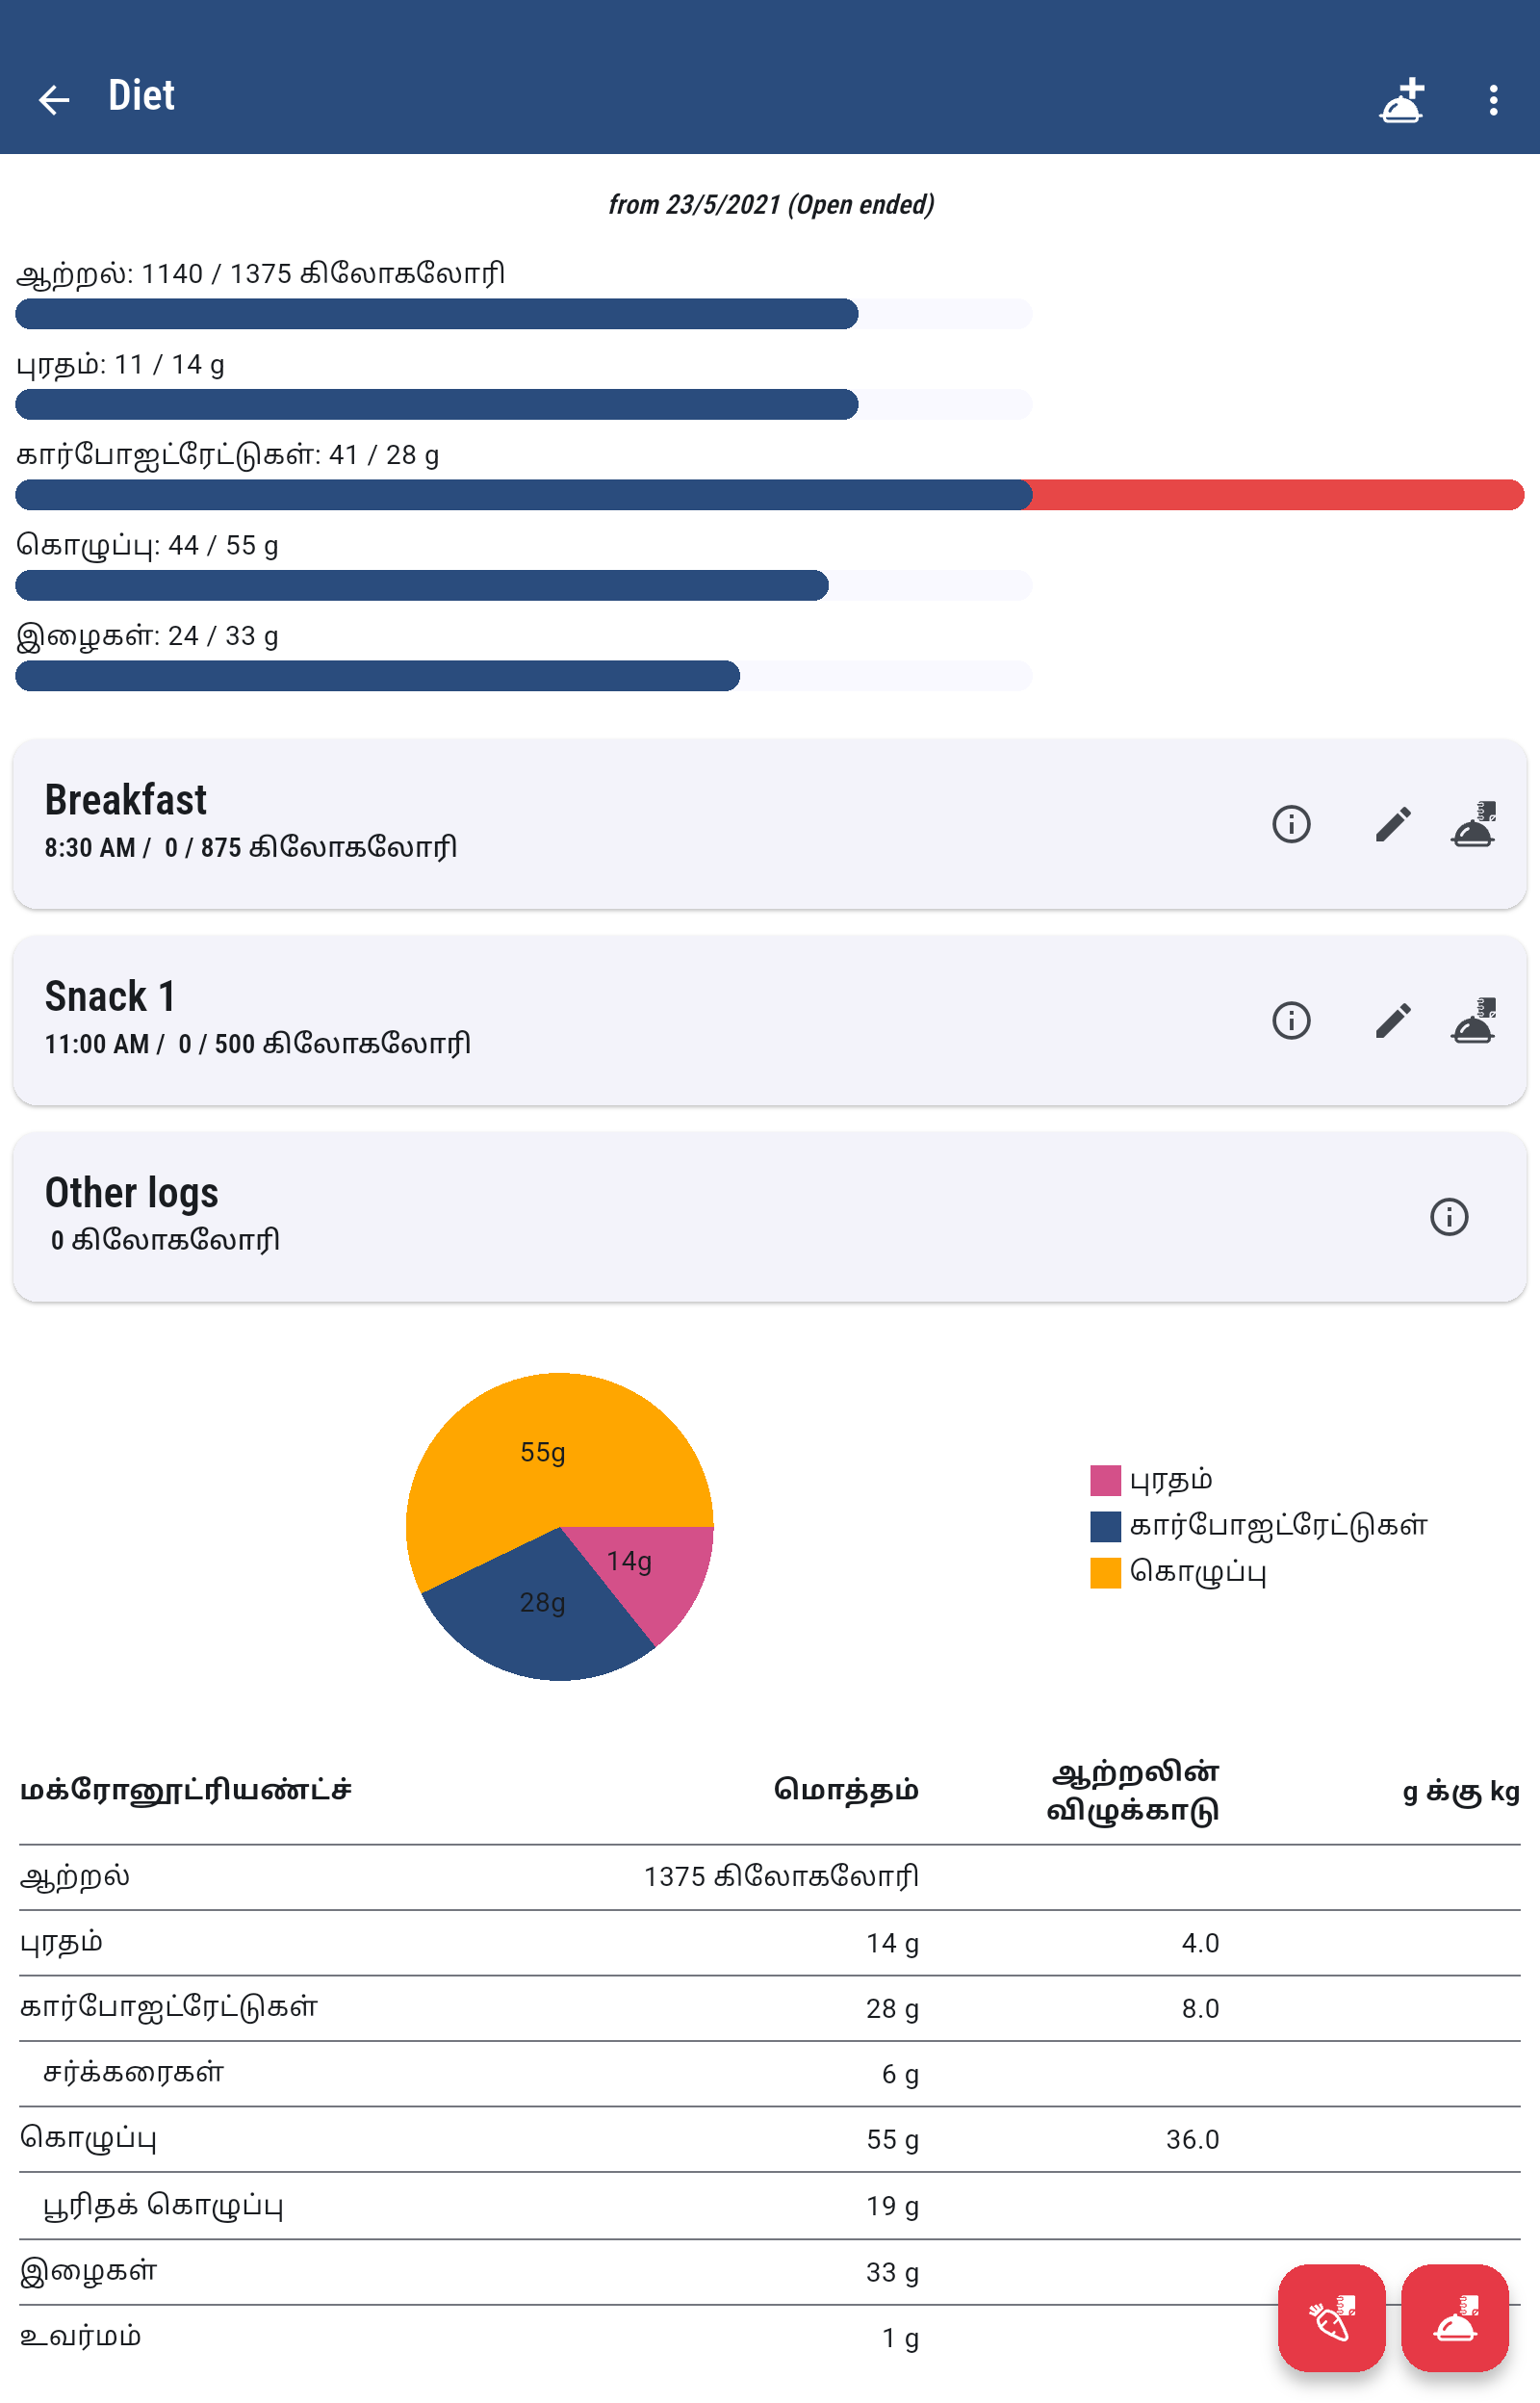 Diet
from 23/5/2021 (Open ended)
ஆற்றல்: 1140 / 1375 கிலோகலோரி
புரதம்: 11 / 14 g
கார்போஐட்ரேட்டுகள்: 41 / 28 g
கொழுப்பு: 44 / 55 g
இழைகள்: 24 / 33 g
Breakfast
8:30 AM / 0 / 875 கிலோகலோரி
Snack 1
11:00 AM / 0 / 500 கிலோகலோரி
Other logs
0 கிலோகலோரி
55g
14g
28g
புரதம்
கார்போஐட்ரேட்டுகள்
கொழுப்பு
மக்ரோனூட்ரியண்ட்ச் மொத்தம் ஆற்றலின் விழுக்காடு g க்கு kg
ஆற்றல் 1375 கிலோகலோரி
புரதம் 14 g 4.0
கார்போஐட்ரேட்டுகள் 28 g 8.0
சர்க்கரைகள் 6 g
கொழுப்பு 55 g 36.0
பூரிதக் கொழுப்பு 19 g
இழைகள் 33 g
உவர்மம் 1 g